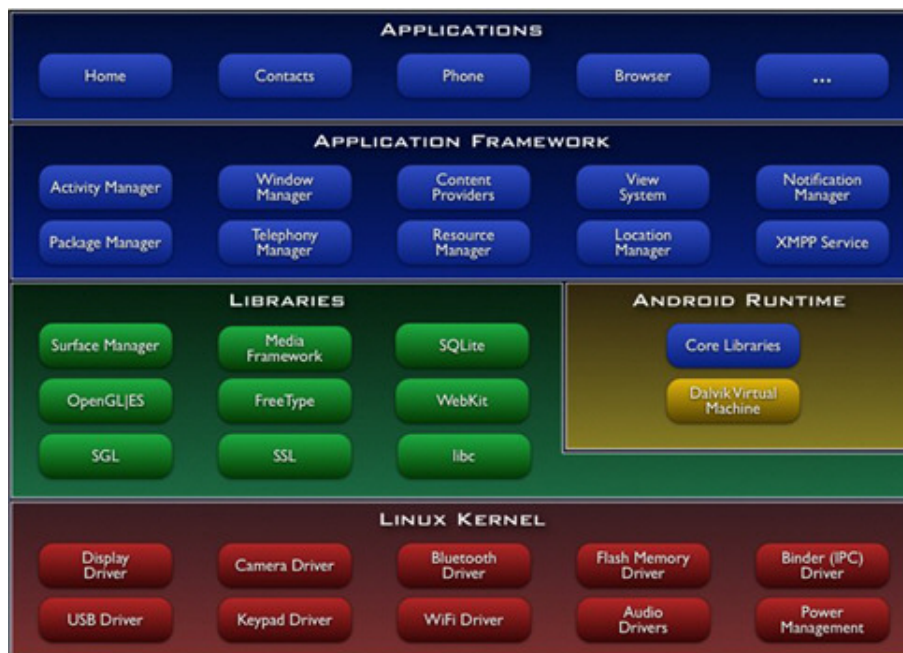 APPLICATIONS
Home
Contacts
Phone
Browser
...
APPLICATION FRAMEWORK
Activity Manager
Window
Manager
Content
Providers
View
System
Notification
Manager
Package Manager
Telephony
Manager
Resource
Manager
Location
Manager
XMPP Service
LIBRARIES
Surface Manager
Media
Framework
SQLite
OpenGL|ES
FreeType
WebKit
SGL
SSL
libc
ANDROID RUNTIME
Core Libraries
Dalvik Virtual
Machine
LINUX KERNEL
Display
Driver
Camera Driver
Bluetooth
Driver
Flash Memory
Driver
Binder (IPC)
Driver
USB Driver
Keypad Driver
WiFi Driver
Audio
Drivers
Power
Management